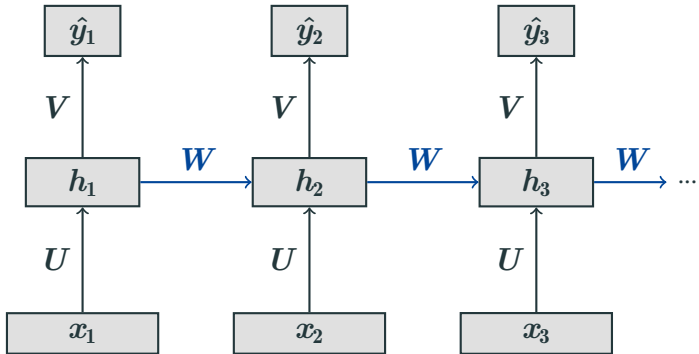 ŷ₁ ŷ₂ ŷ₃
V V V
W W W
h₁ h₂ h₃ ...
U U U
x₁ x₂ x₃